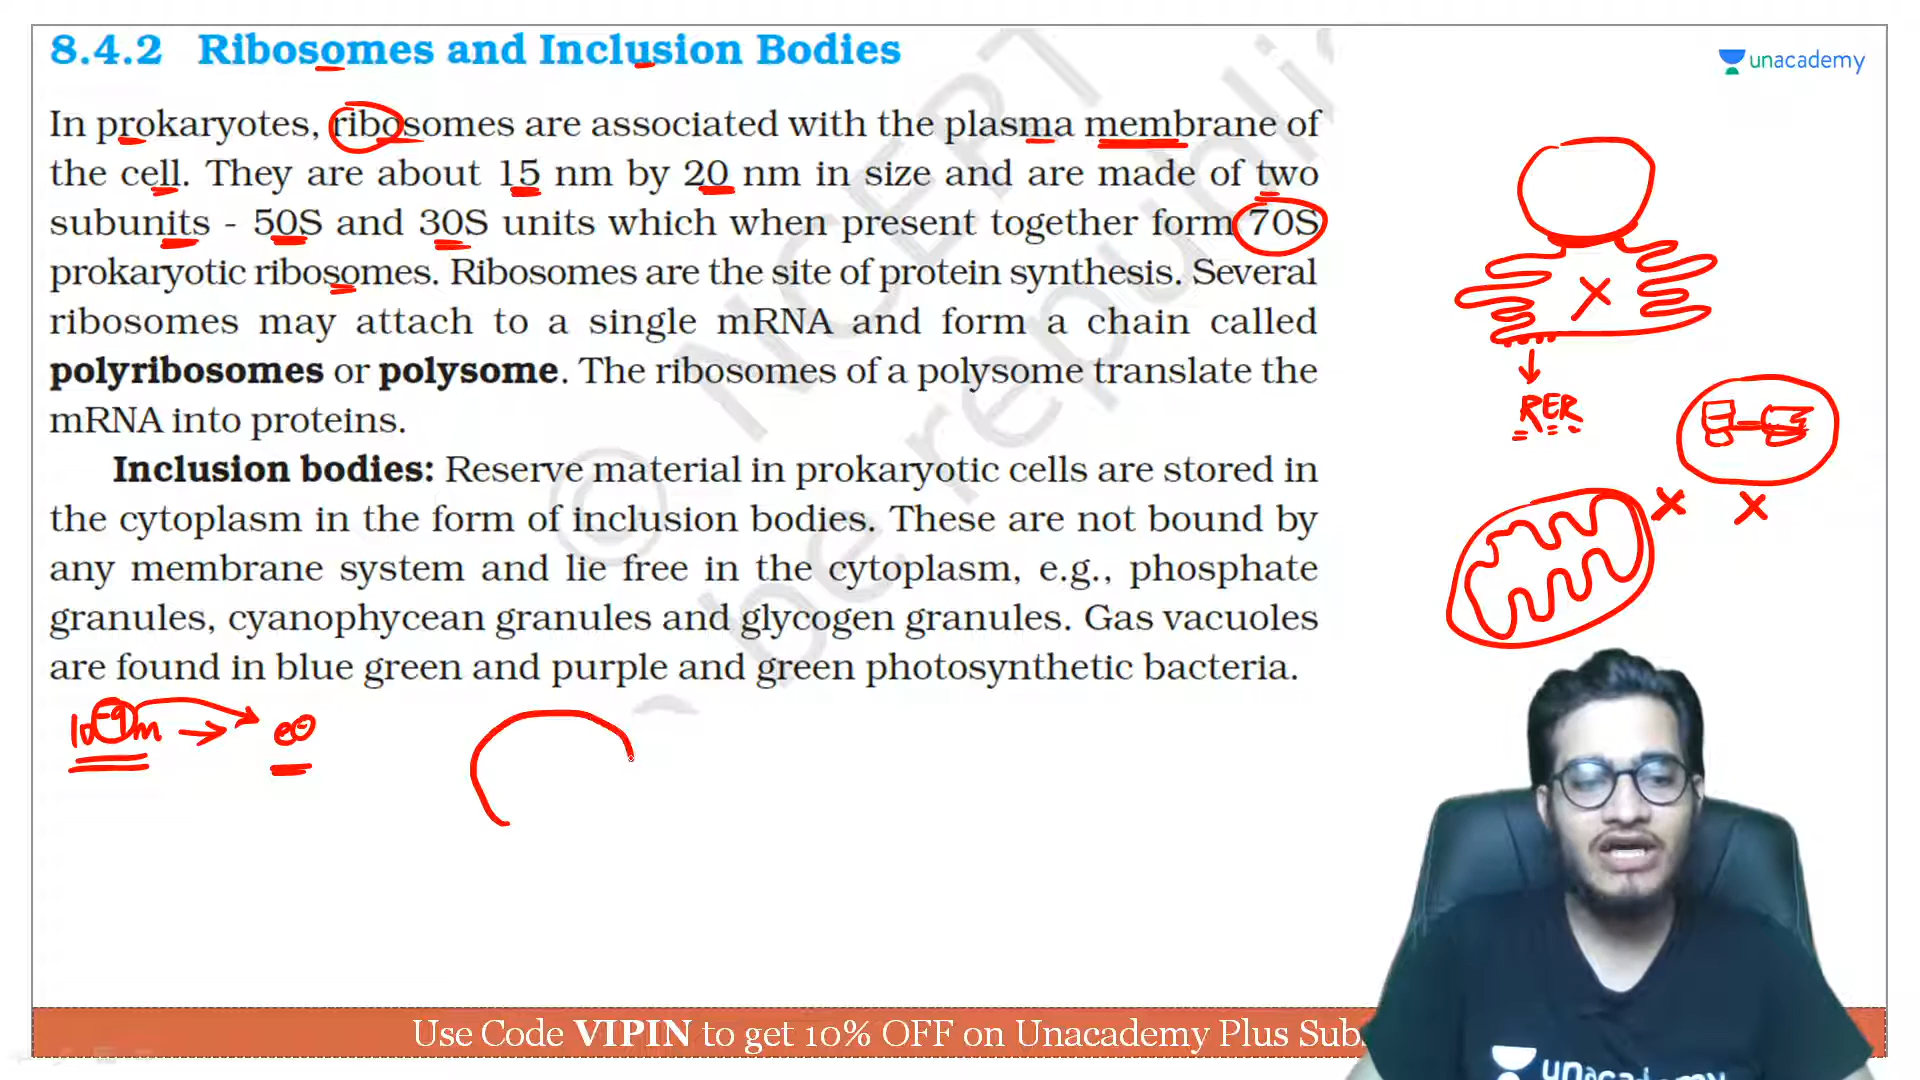 8.4.2 Ribosomes and Inclusion Bodies
unacademy
In prokaryotes, ribosomes are associated with the plasma membrane of
the cell. They are about 15 nm by 20 nm in size and are made of two
subunits - 50S and 30S units which when present together form 70S
prokaryotic ribosomes. Ribosomes are the site of protein synthesis. Several
ribosomes may attach to a single mRNA and form a chain called
polyribosomes or polysome. The ribosomes of a polysome translate the
mRNA into proteins.
Inclusion bodies: Reserve material in prokaryotic cells are stored in
the cytoplasm in the form of inclusion bodies. These are not bound by
any membrane system and lie free in the cytoplasm, e.g., phosphate
granules, cyanophycean granules and glycogen granules. Gas vacuoles
are found in blue green and purple and green photosynthetic bacteria.
© NCERT
be republi
RER
10⁻⁹m → e⊖
Use Code VIPIN to get 10% OFF on Unacademy Plus Sub
unacademy